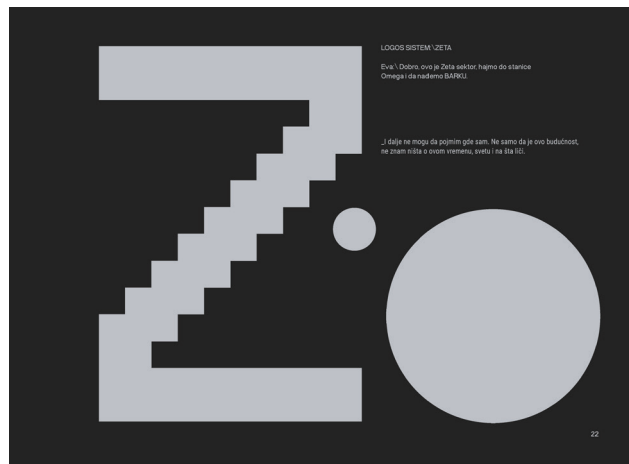 LOGOS SISTEM:\ZETA
Eva:\ Dobro, ovo je Zeta sektor, hajmo do stanice
Omega i da nađemo BARKU.
_I dalje ne mogu da pojmim gde sam. Ne samo da je ovo budućnost,
ne znam ništa o ovom vremenu, svetu i na šta liči.
Z
22